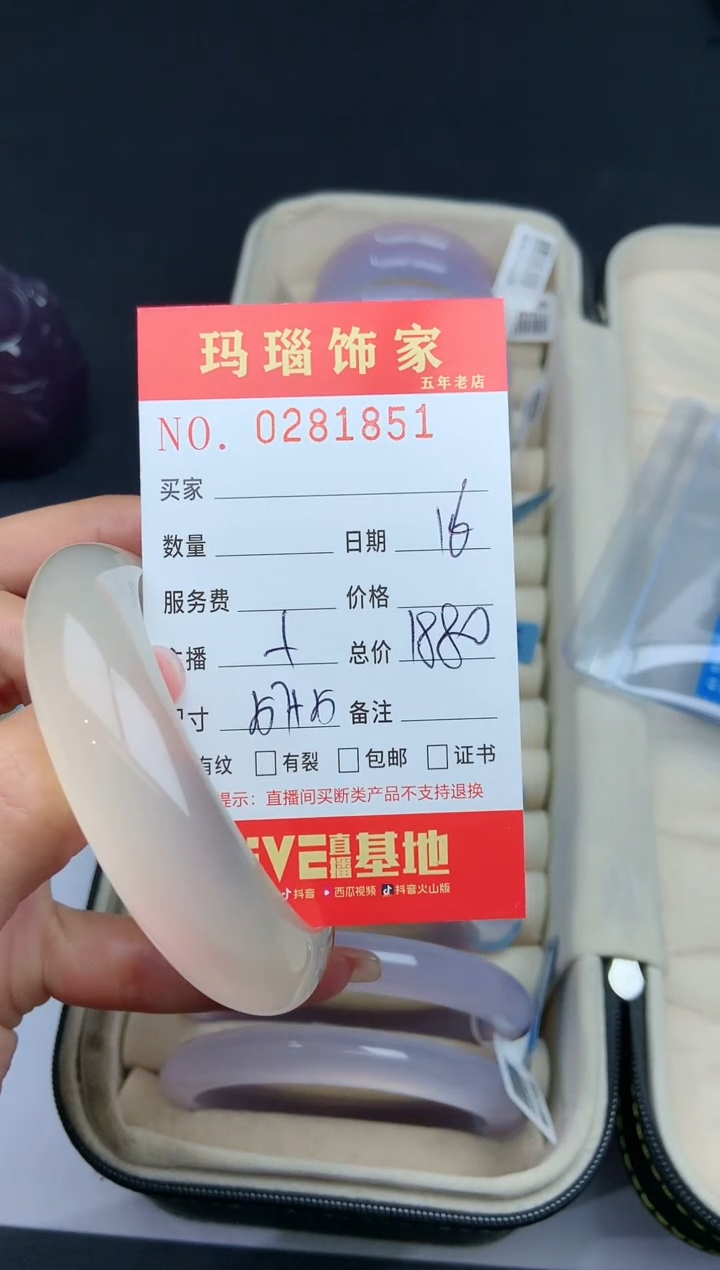 玛瑙饰家
五年老店
NO. 0281851
买家
数量 日期 16
服务费 价格
播 总价 1880
寸 备注
有纹 有裂 包邮 证书
提示：直播间买断类产品不支持退换
直播基地
抖音 西瓜视频 抖音火山版